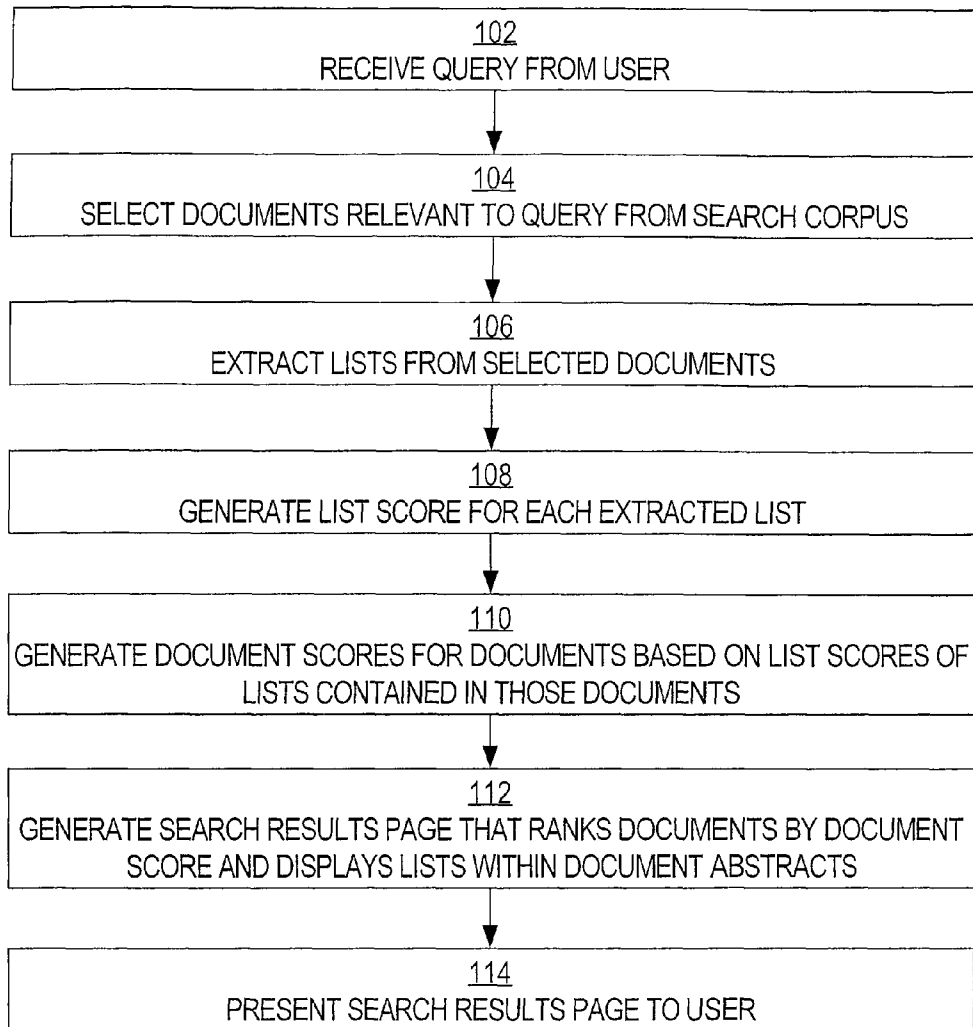 102
RECEIVE QUERY FROM USER
104
SELECT DOCUMENTS RELEVANT TO QUERY FROM SEARCH CORPUS
106
EXTRACT LISTS FROM SELECTED DOCUMENTS
108
GENERATE LIST SCORE FOR EACH EXTRACTED LIST
110
GENERATE DOCUMENT SCORES FOR DOCUMENTS BASED ON LIST SCORES OF
LISTS CONTAINED IN THOSE DOCUMENTS
112
GENERATE SEARCH RESULTS PAGE THAT RANKS DOCUMENTS BY DOCUMENT
SCORE AND DISPLAYS LISTS WITHIN DOCUMENT ABSTRACTS
114
PRESENT SEARCH RESULTS PAGE TO USER